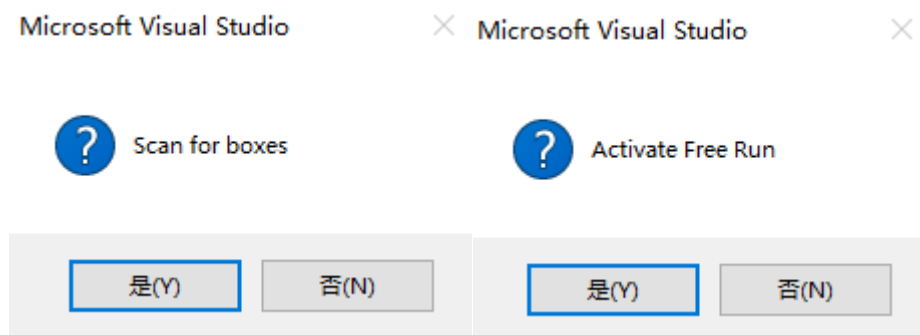 Microsoft Visual Studio
Scan for boxes
是(Y)
否(N)
Microsoft Visual Studio
Activate Free Run
是(Y)
否(N)